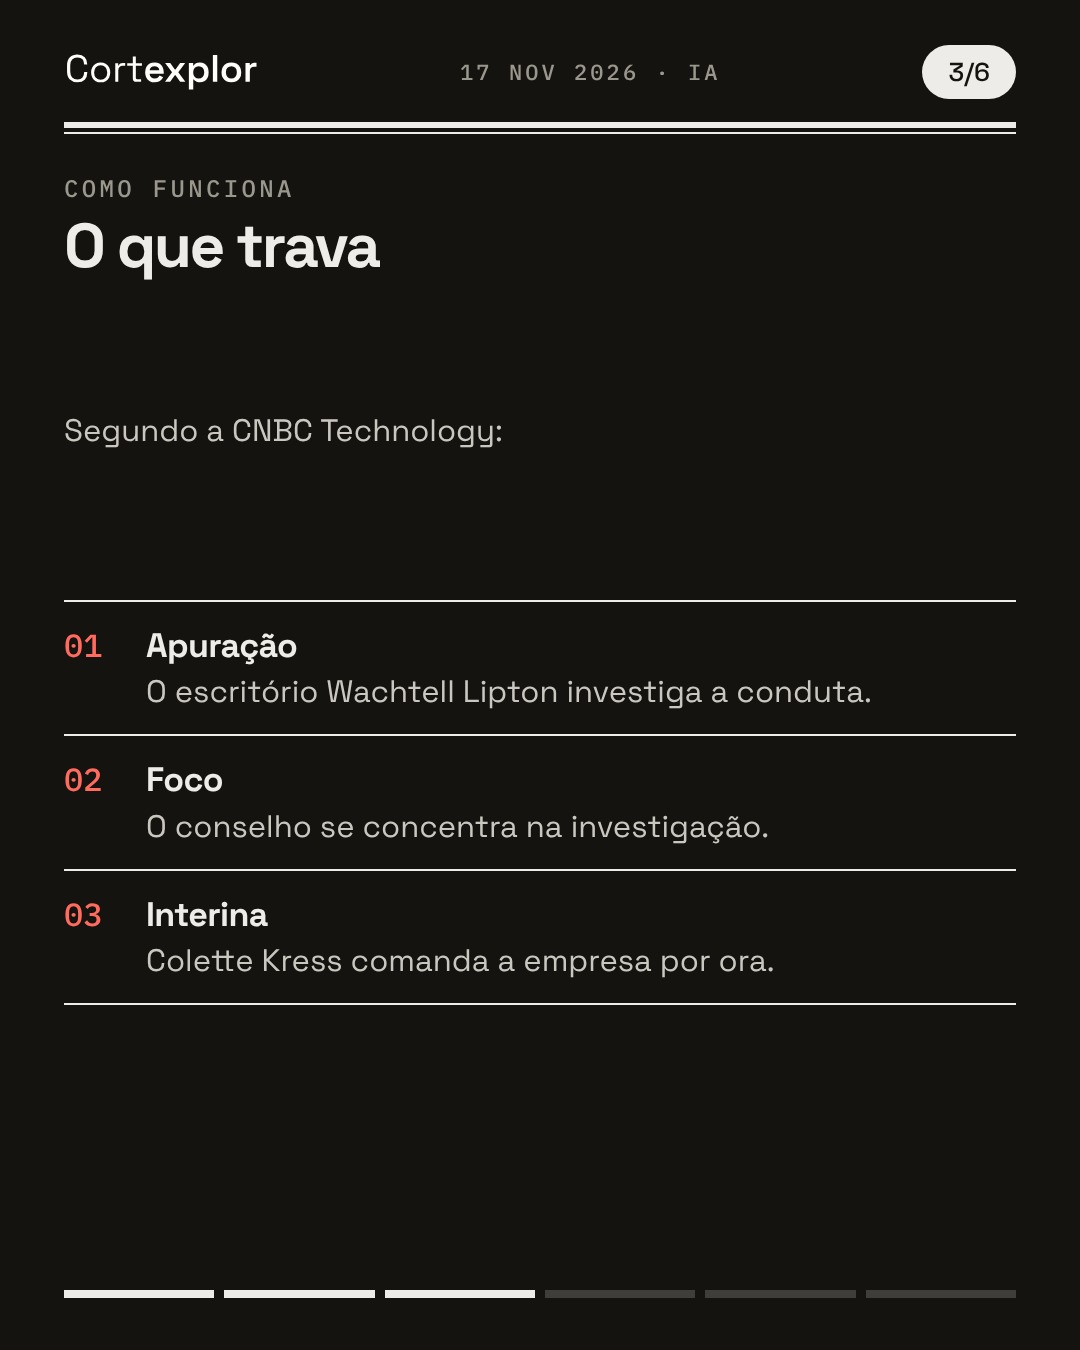 Cortexplor
17 NOV 2026 · IA
3/6
COMO FUNCIONA
O que trava
Segundo a CNBC Technology:
01 Apuração
O escritório Wachtell Lipton investiga a conduta.
02 Foco
O conselho se concentra na investigação.
03 Interina
Colette Kress comanda a empresa por ora.